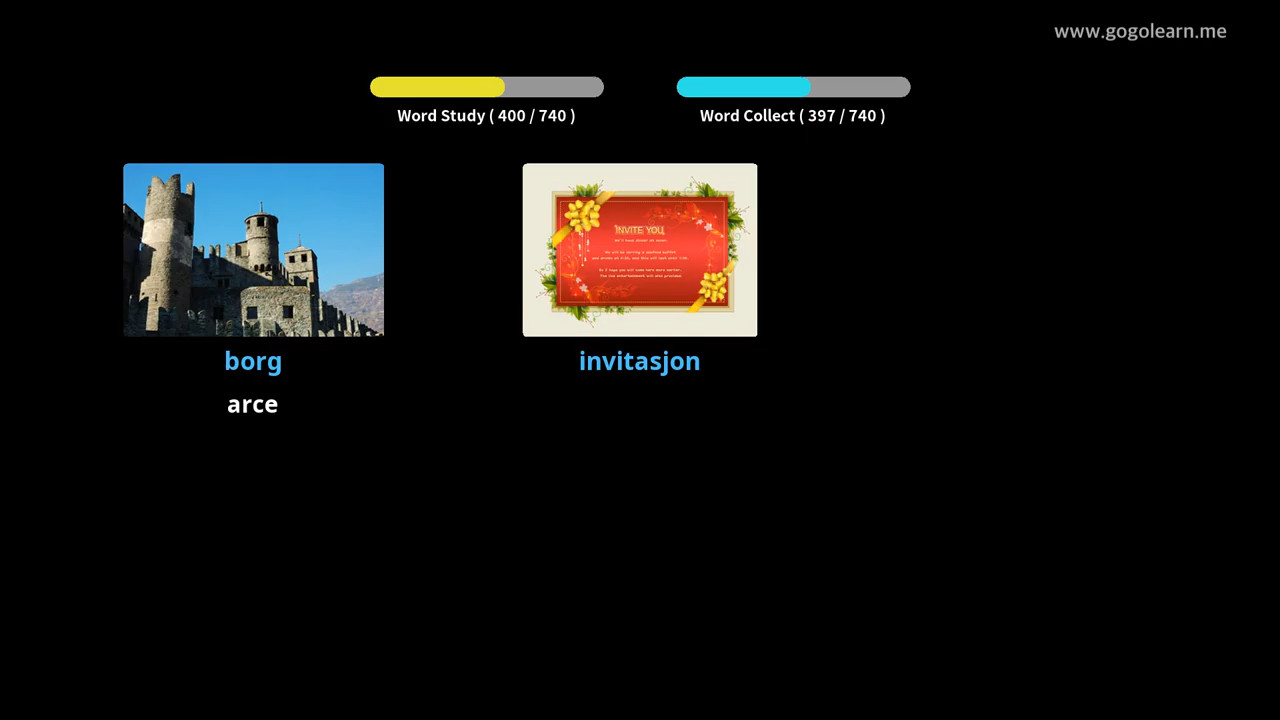 www.gogolearn.me
Word Study ( 400 / 740 )
Word Collect ( 397 / 740 )
INVITE YOU
borg
invitasjon
arce